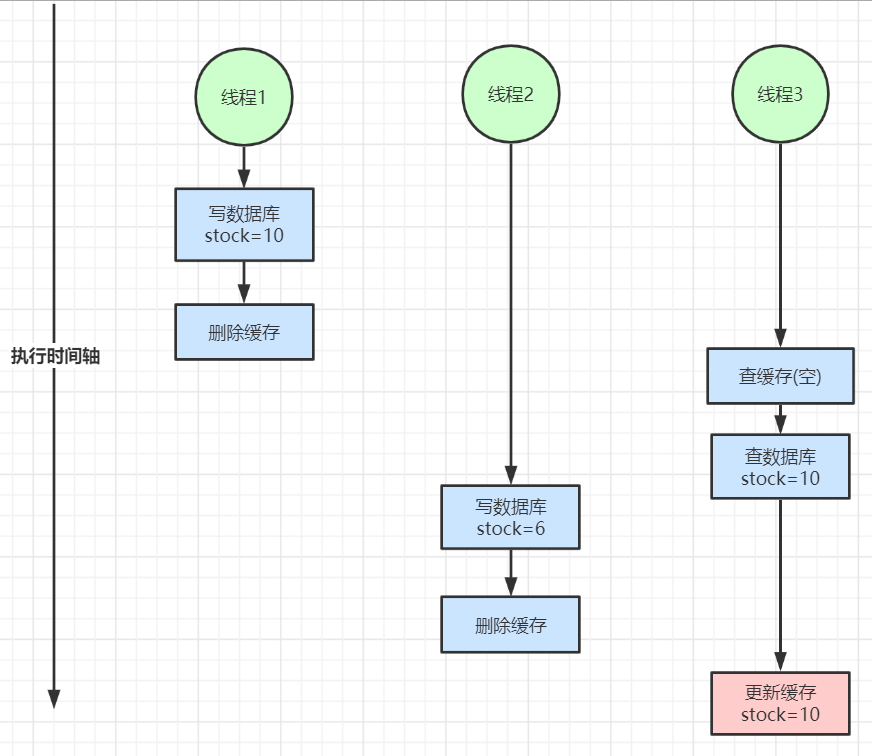 线程1
线程2
线程3
写数据库
stock=10
删除缓存
执行时间轴
查缓存(空)
查数据库
stock=10
写数据库
stock=6
删除缓存
更新缓存
stock=10